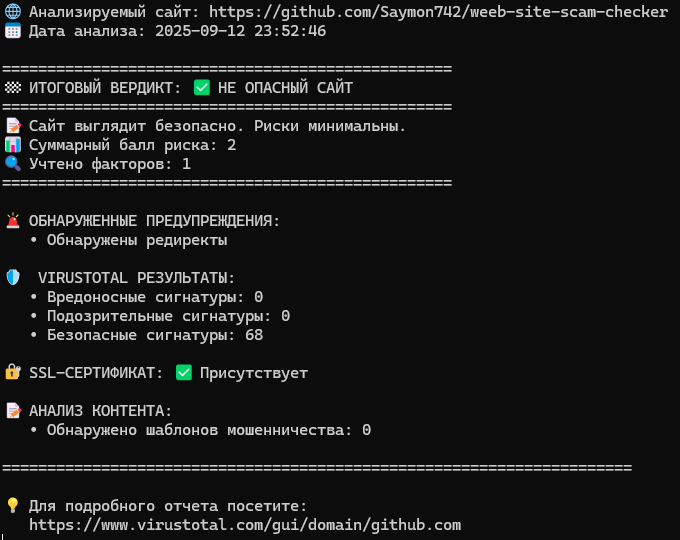 🌐 Анализируемый сайт: https://github.com/Saymon742/weeb-site-scam-checker
📅 Дата анализа: 2025-09-12 23:52:46
==================================================
🏁 ИТОГОВЫЙ ВЕРДИКТ: ✅ НЕ ОПАСНЫЙ САЙТ
==================================================
📝 Сайт выглядит безопасно. Риски минимальны.
📊 Суммарный балл риска: 2
🔍 Учтено факторов: 1
==================================================
🚨 ОБНАРУЖЕННЫЕ ПРЕДУПРЕЖДЕНИЯ:
• Обнаружены редиректы
🛡️ VIRUSTOTAL РЕЗУЛЬТАТЫ:
• Вредоносные сигнатуры: 0
• Подозрительные сигнатуры: 0
• Безопасные сигнатуры: 68
🔐 SSL-СЕРТИФИКАТ: ✅ Присутствует
📝 АНАЛИЗ КОНТЕНТА:
• Обнаружено шаблонов мошенничества: 0
======================================================================
💡 Для подробного отчета посетите:
https://www.virustotal.com/gui/domain/github.com